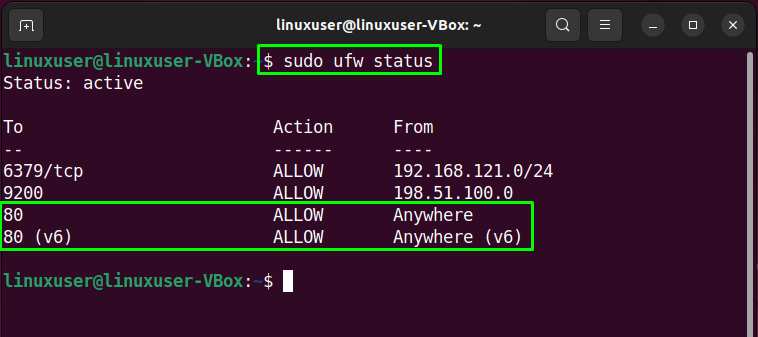 linuxuser@linuxuser-VBox: ~
linuxuser@linuxuser-VBox:~$ sudo ufw status
Status: active
To Action From
-- ------ ----
6379/tcp ALLOW 192.168.121.0/24
9200 ALLOW 198.51.100.0
80 ALLOW Anywhere
80 (v6) ALLOW Anywhere (v6)
linuxuser@linuxuser-VBox:~$